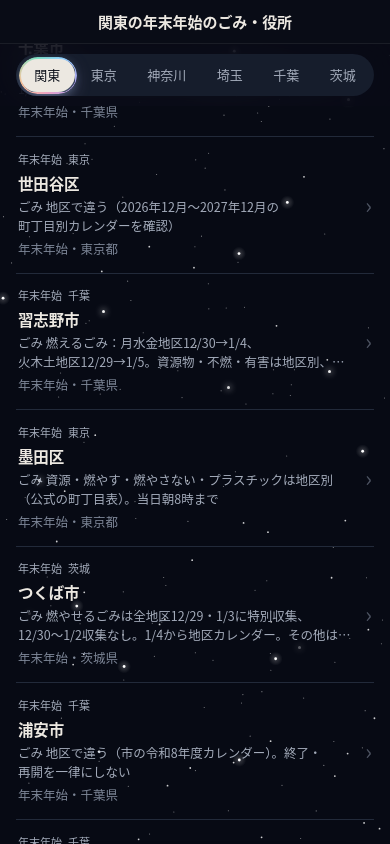 関東の年末年始のごみ・役所
千葉市
関東 東京 神奈川 埼玉 千葉 茨城
年末年始・千葉県
年末年始 東京
世田谷区
ごみ 地区で違う（2026年12月〜2027年12月の
町丁目別カレンダーを確認）
年末年始・東京都
年末年始 千葉
習志野市
ごみ 燃えるごみ：月水金地区12/30→1/4、
火木土地区12/29→1/5。資源物・不燃・有害は地区別、…
年末年始・千葉県
年末年始 東京
墨田区
ごみ 資源・燃やす・燃やさない・プラスチックは地区別
（公式の町丁目表）。当日朝8時まで
年末年始・東京都
年末年始 茨城
つくば市
ごみ 燃やせるごみは全地区12/29・1/3に特別収集、
12/30〜1/2収集なし。1/4から地区カレンダー。その他は…
年末年始・茨城県
年末年始 千葉
浦安市
ごみ 地区で違う（市の令和8年度カレンダー）。終了・
再開を一律にしない
年末年始・千葉県
年末年始 千葉